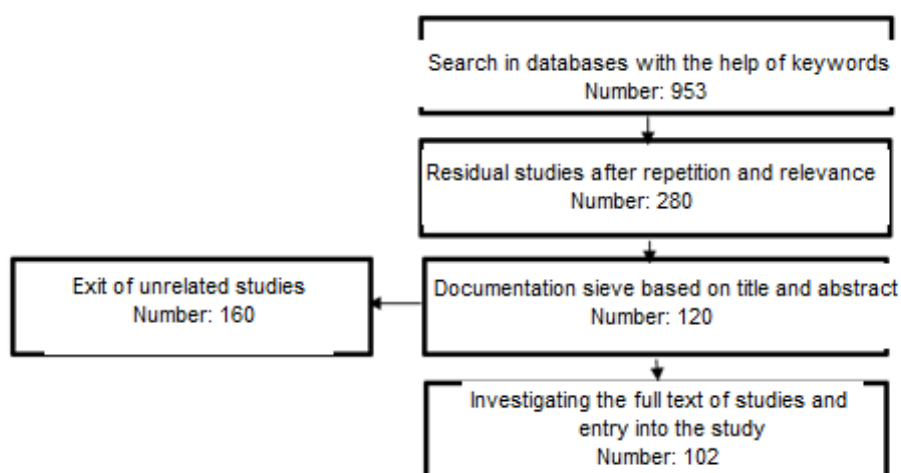 Search in databases with the help of keywords
Number: 953
Residual studies after repetition and relevance
Number: 280
Exit of unrelated studies
Number: 160
Documentation sieve based on title and abstract
Number: 120
Investigating the full text of studies and
entry into the study
Number: 102